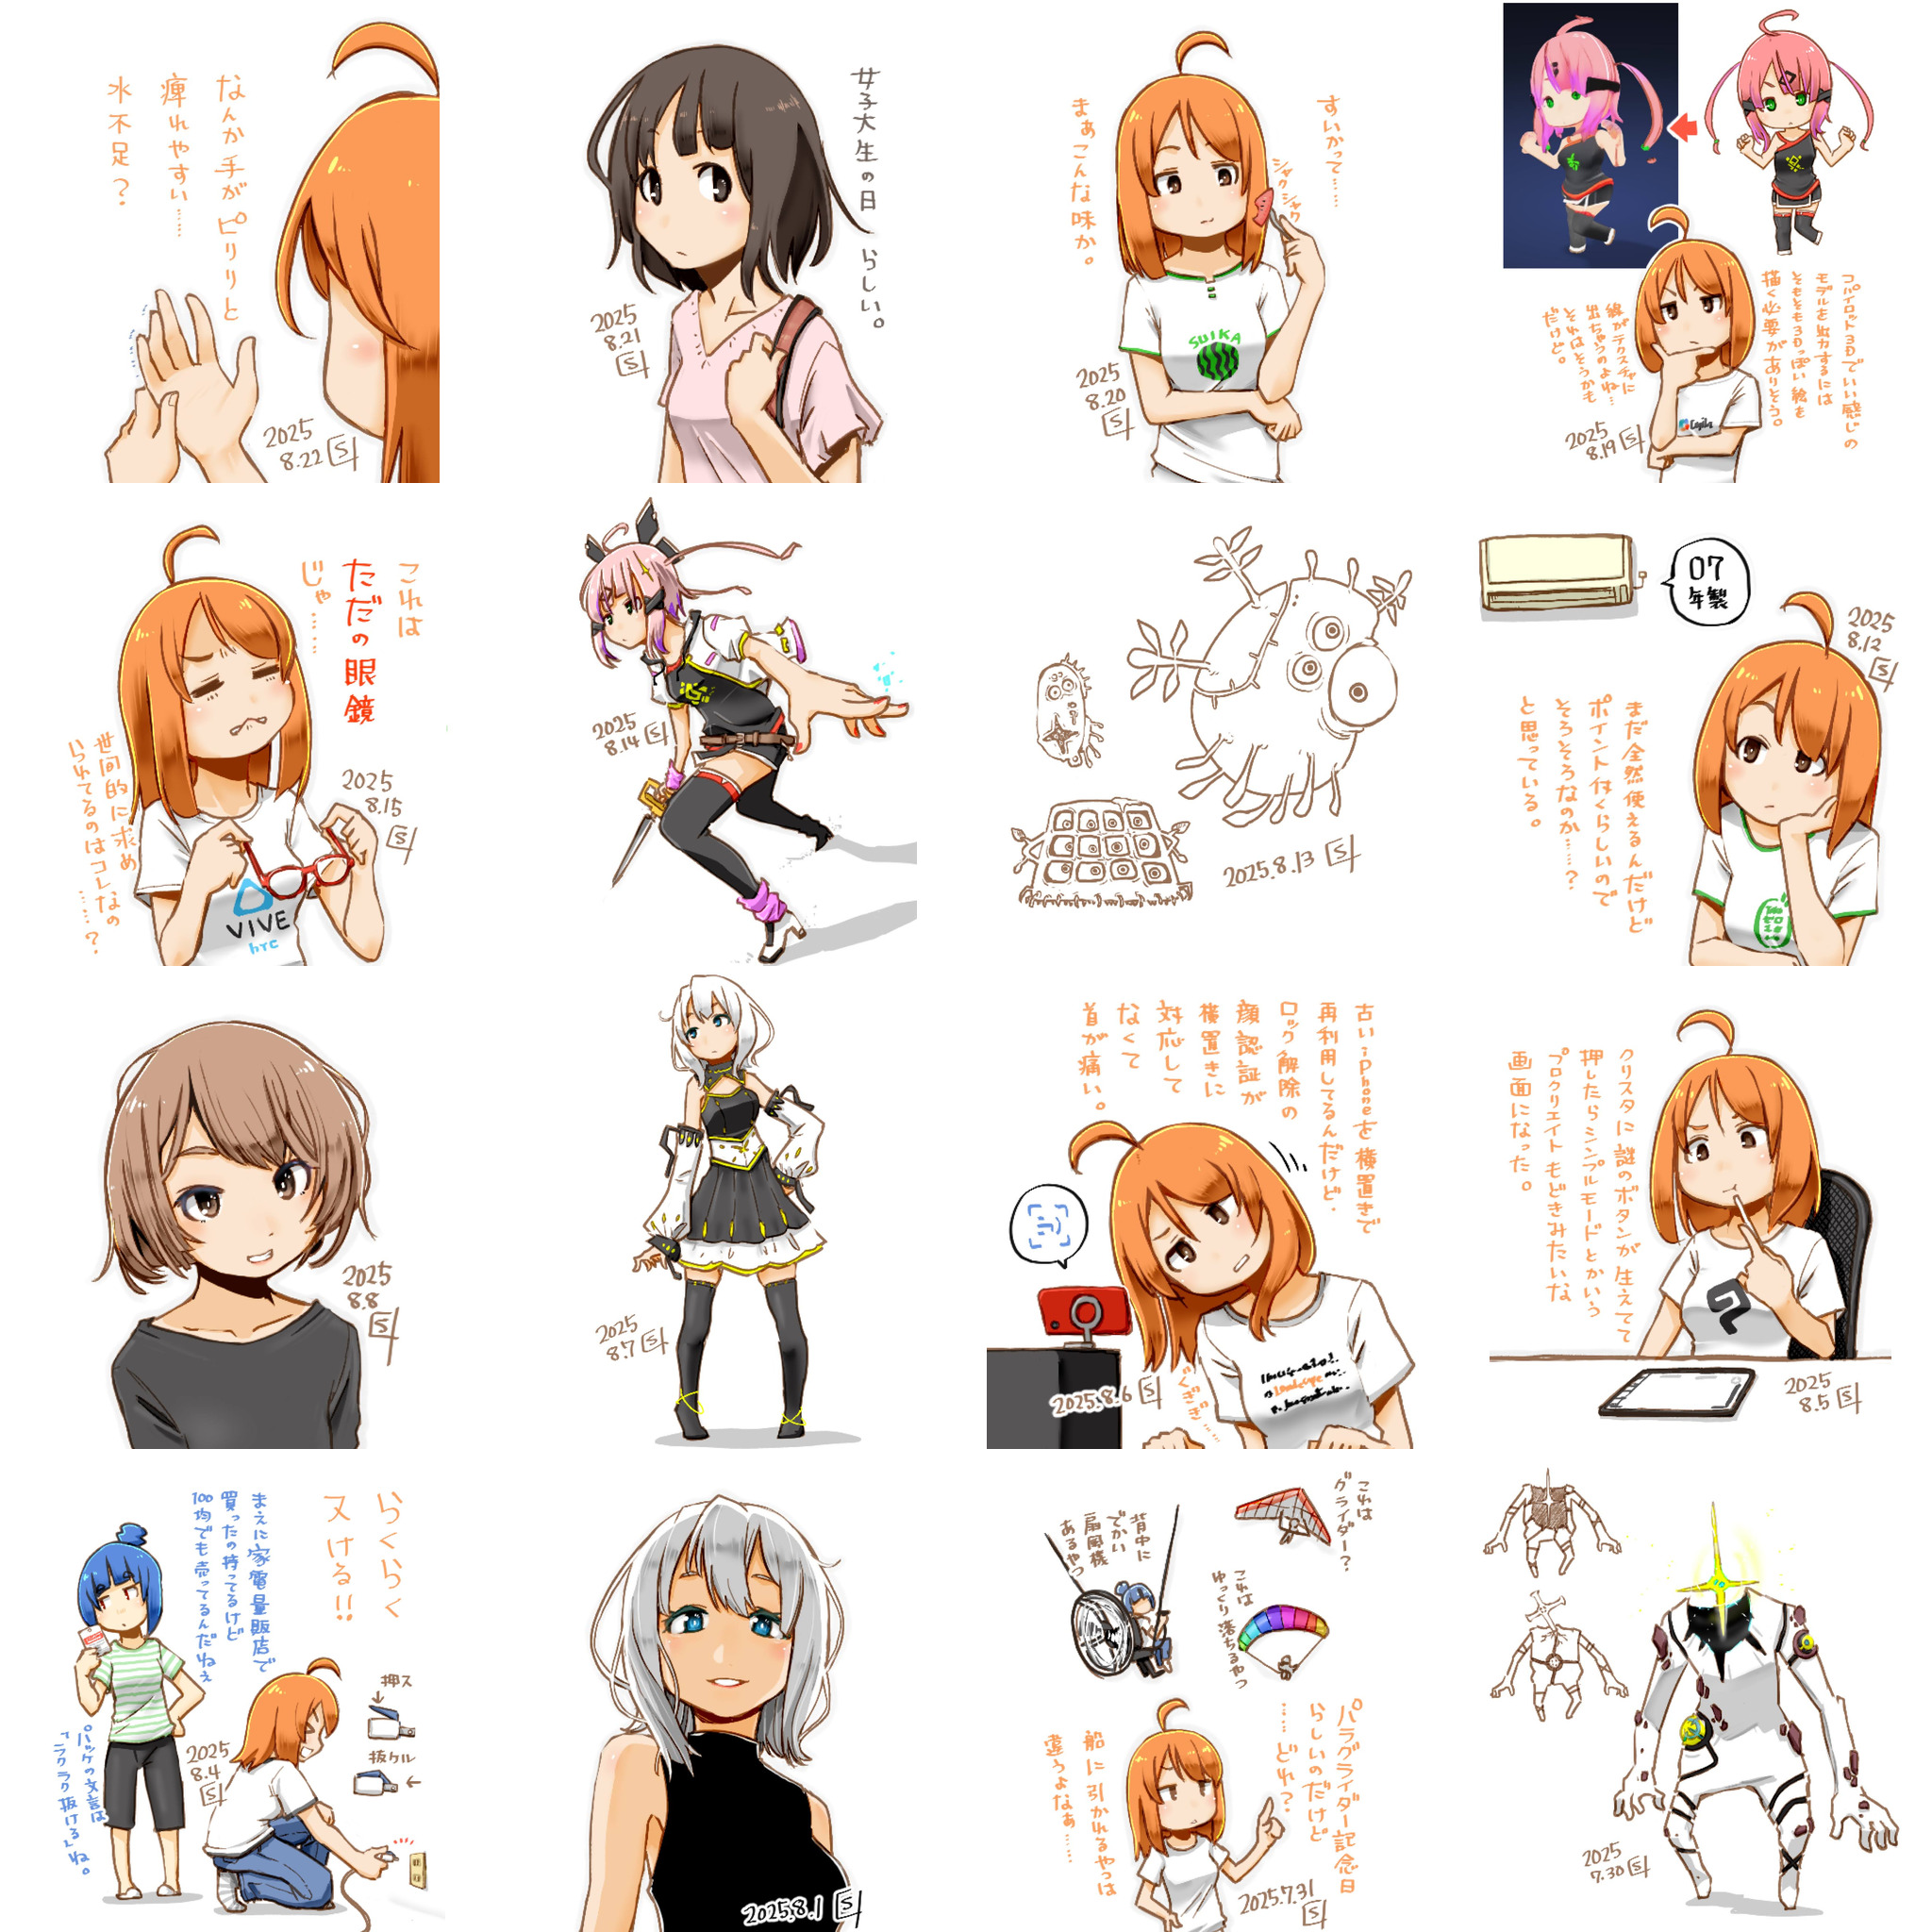 なんか手がピリリと
痺れやすい……
水不足？
2025
8.22
女子大生の日 らしい。
2025
8.21
すいかって……
シャクシャク
まぁこんな味か。
SUIKA
2025
8.20
コパイロット3Dでいい感じの
モデルを出力するには
そもそも3Dっぽい絵を
描く必要がありそう。
線がテクスチャに
出ちゃうのよね…
それはそうかも
だけど。
2025
8.19
これは
ただの眼鏡
じゃ……
世間的に求め
られてるのはコレなの
……？
VIVE
htc
2025
8.15
2025
8.14
2025.8.13
07
年製
2025
8.12
まだ全然使えるんだけど
ポイント付くらしいので
そろそろなのか……？
と思っている。
2025
8.8
2025
8.7
古いiPhoneを横置きで
再利用してるんだけど、
ロック解除の
顔認証が
横置きに
対応して
なくて
首が痛い。
ぐぎぎ……
2025.8.6
クリスタに謎のボタンが生えてて
押したらシンプルモードとかいう
プロクリエイトもどきみたいな
画面になった。
2025
8.5
らくらく
ヌける!!
まえに家電量販店で
買ったの持ってるけど
100均でも売ってるんだねぇ
パッケの文言は
「ラクラク抜ける」ね。
押ス
抜ケル
2025
8.4
2025.8.1
これは
グライダー？
背中に
でかい
扇風機
あるやつ
これは
ゆっくり落ちるやつ
パラグライダー記念日
らしいのだけど
……どれ？
船に引かれるやつは
違うよなぁ……
2025.7.31
2025
7.30